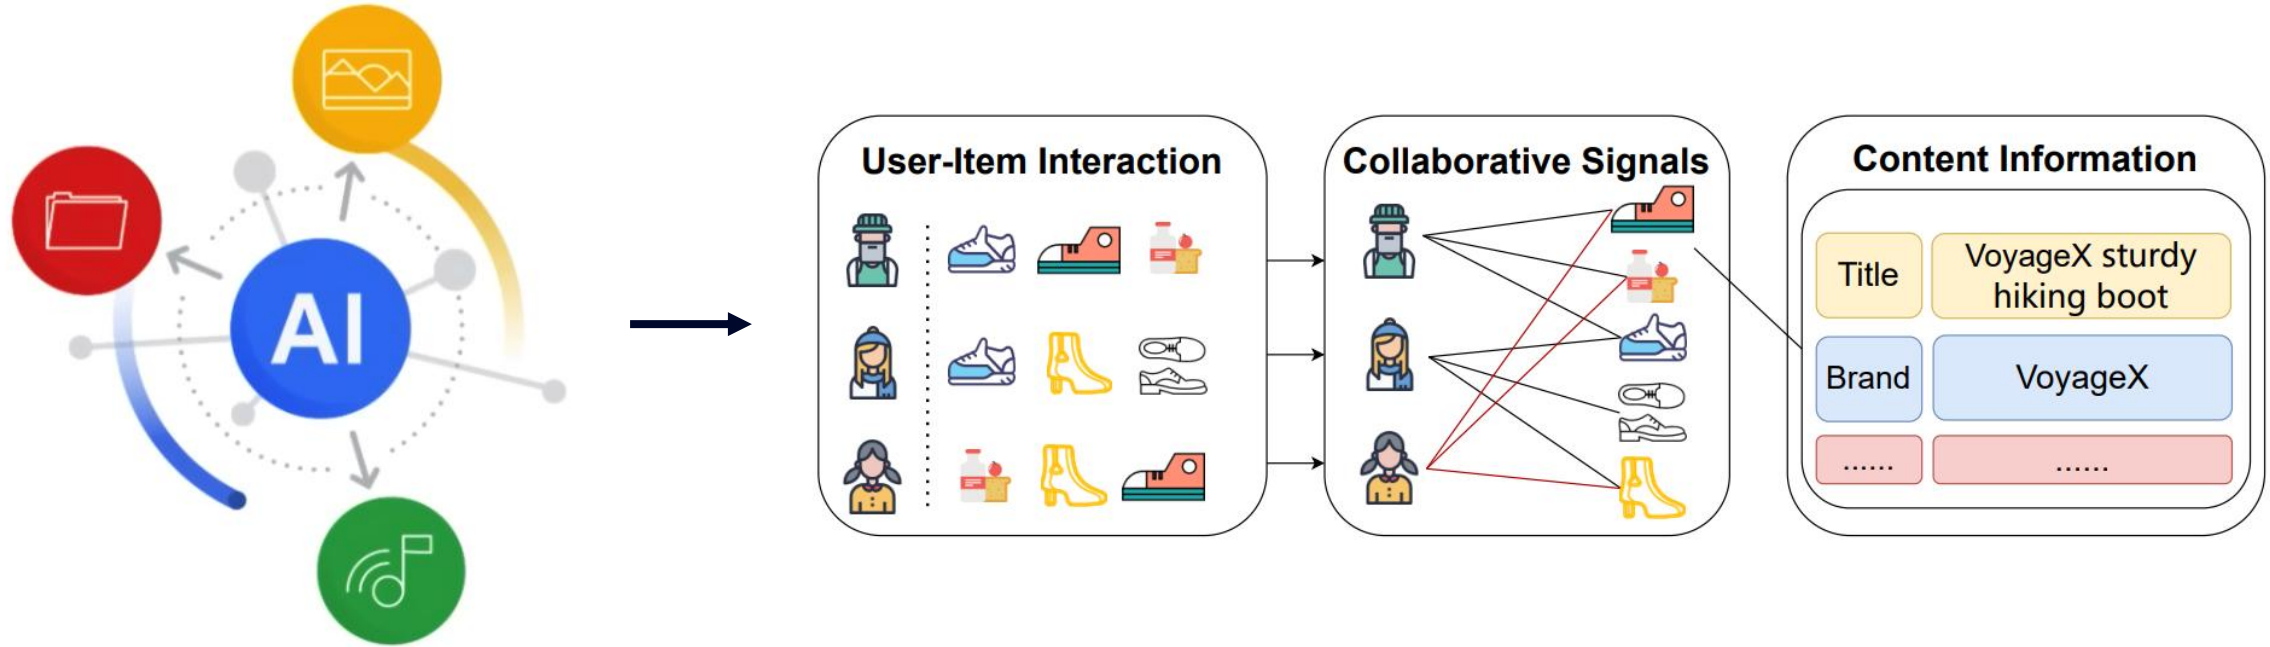 AI
User-Item Interaction
Collaborative Signals
Content Information
Title
VoyageX sturdy
hiking boot
Brand
VoyageX
......
......